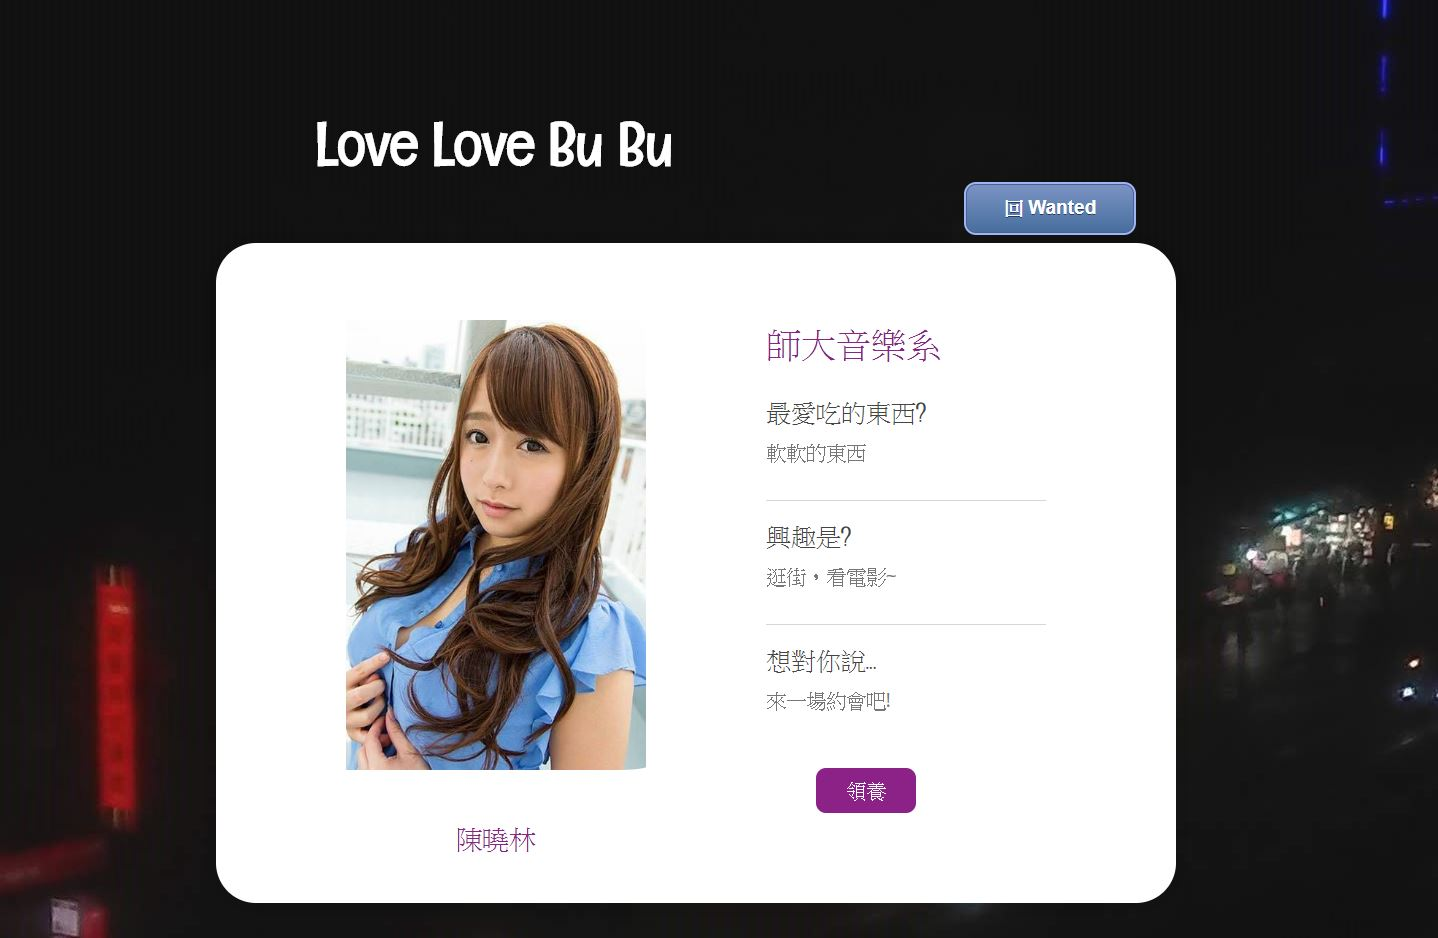 Love Love Bu Bu
回 Wanted
師大音樂系
最愛吃的東西?
軟軟的東西
興趣是?
逛街，看電影~
想對你說...
來一場約會吧!
領養
陳曉林